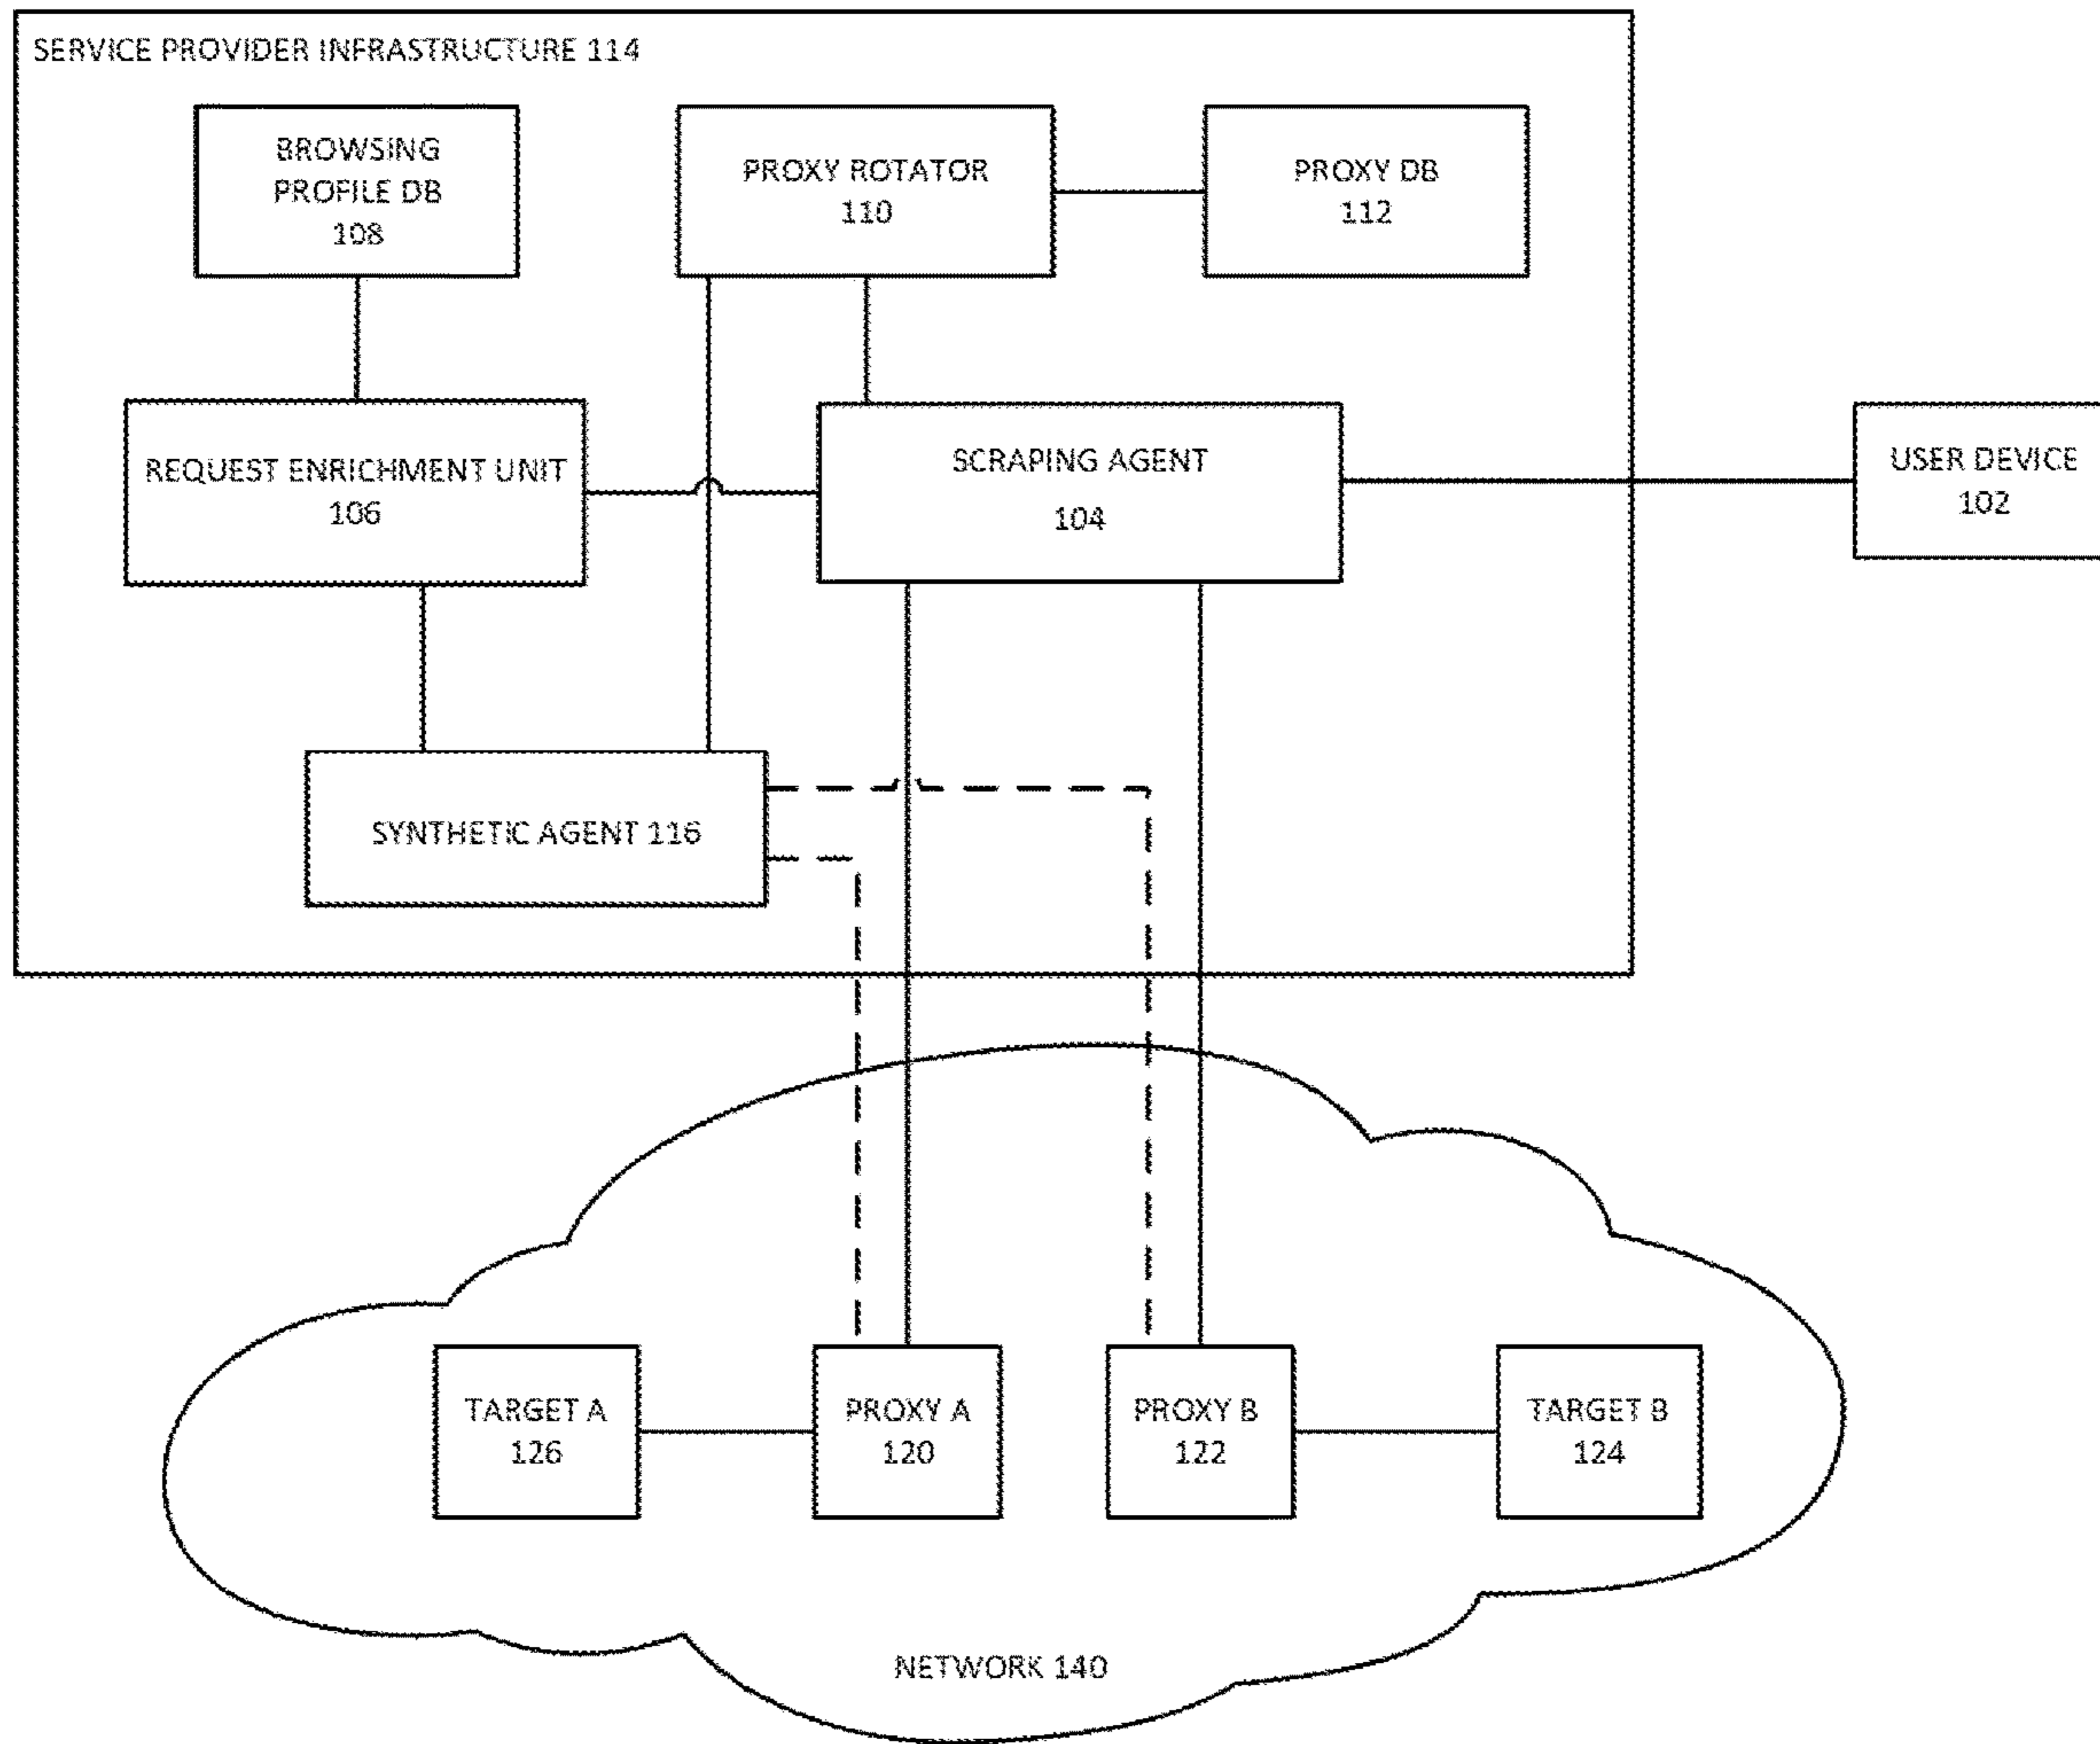 SERVICE PROVIDER INFRASTRUCTURE 114
BROWSING
PROFILE DB
108
PROXY ROTATOR
110
PROXY DB
112
REQUEST ENRICHMENT UNIT
106
SCRAPING AGENT
104
USER DEVICE
102
SYNTHETIC AGENT 116
TARGET A
126
PROXY A
120
PROXY B
122
TARGET B
124
NETWORK 140